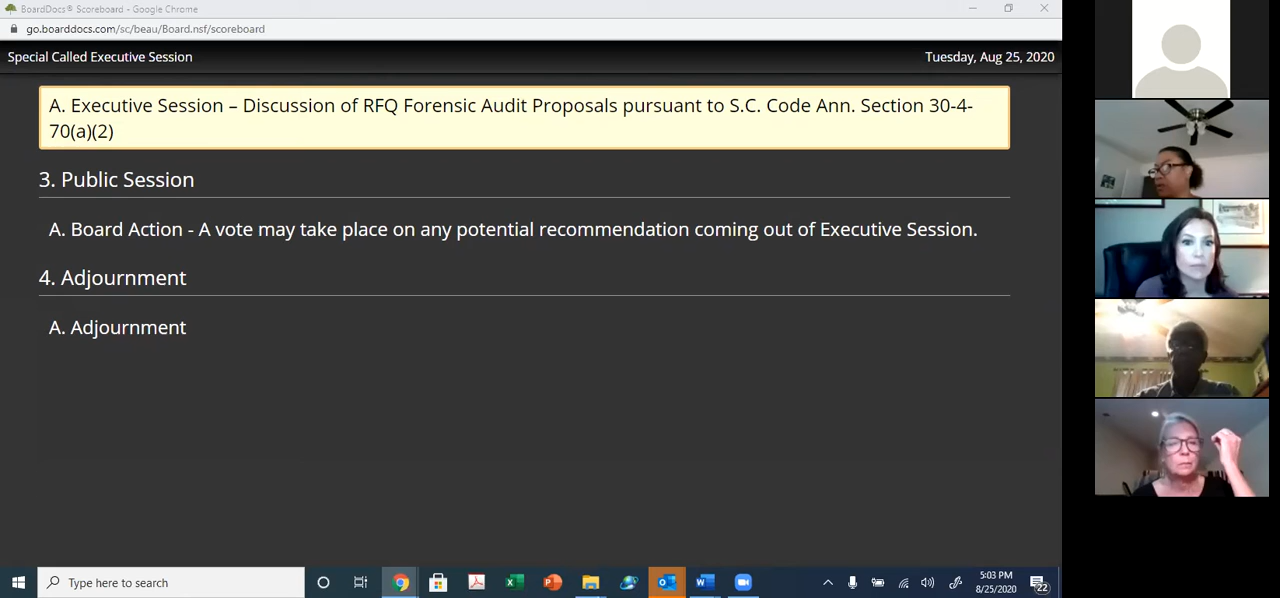 BoardDocs® Scoreboard - Google Chrome
go.boarddocs.com/sc/beau/Board.nsf/scoreboard
Special Called Executive Session
Tuesday, Aug 25, 2020
A. Executive Session – Discussion of RFQ Forensic Audit Proposals pursuant to S.C. Code Ann. Section 30-4-
70(a)(2)
3. Public Session
A. Board Action - A vote may take place on any potential recommendation coming out of Executive Session.
4. Adjournment
A. Adjournment
Type here to search
5:03 PM
8/25/2020
22